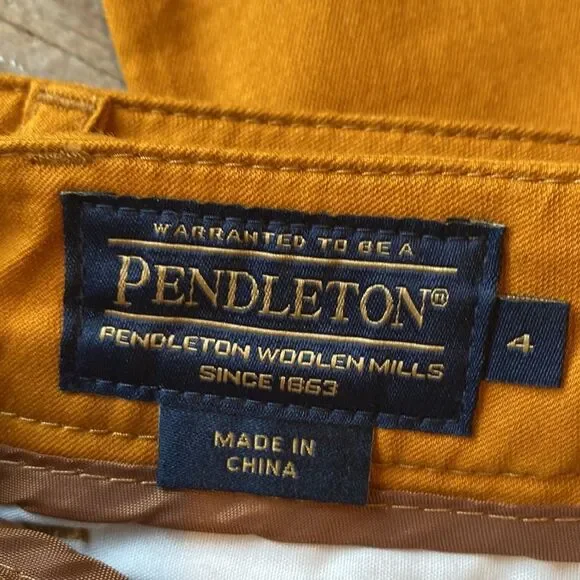 WARRANTED TO BE A
PENDLETON®
PENDLETON WOOLEN MILLS
SINCE 1863
4
MADE IN
CHINA